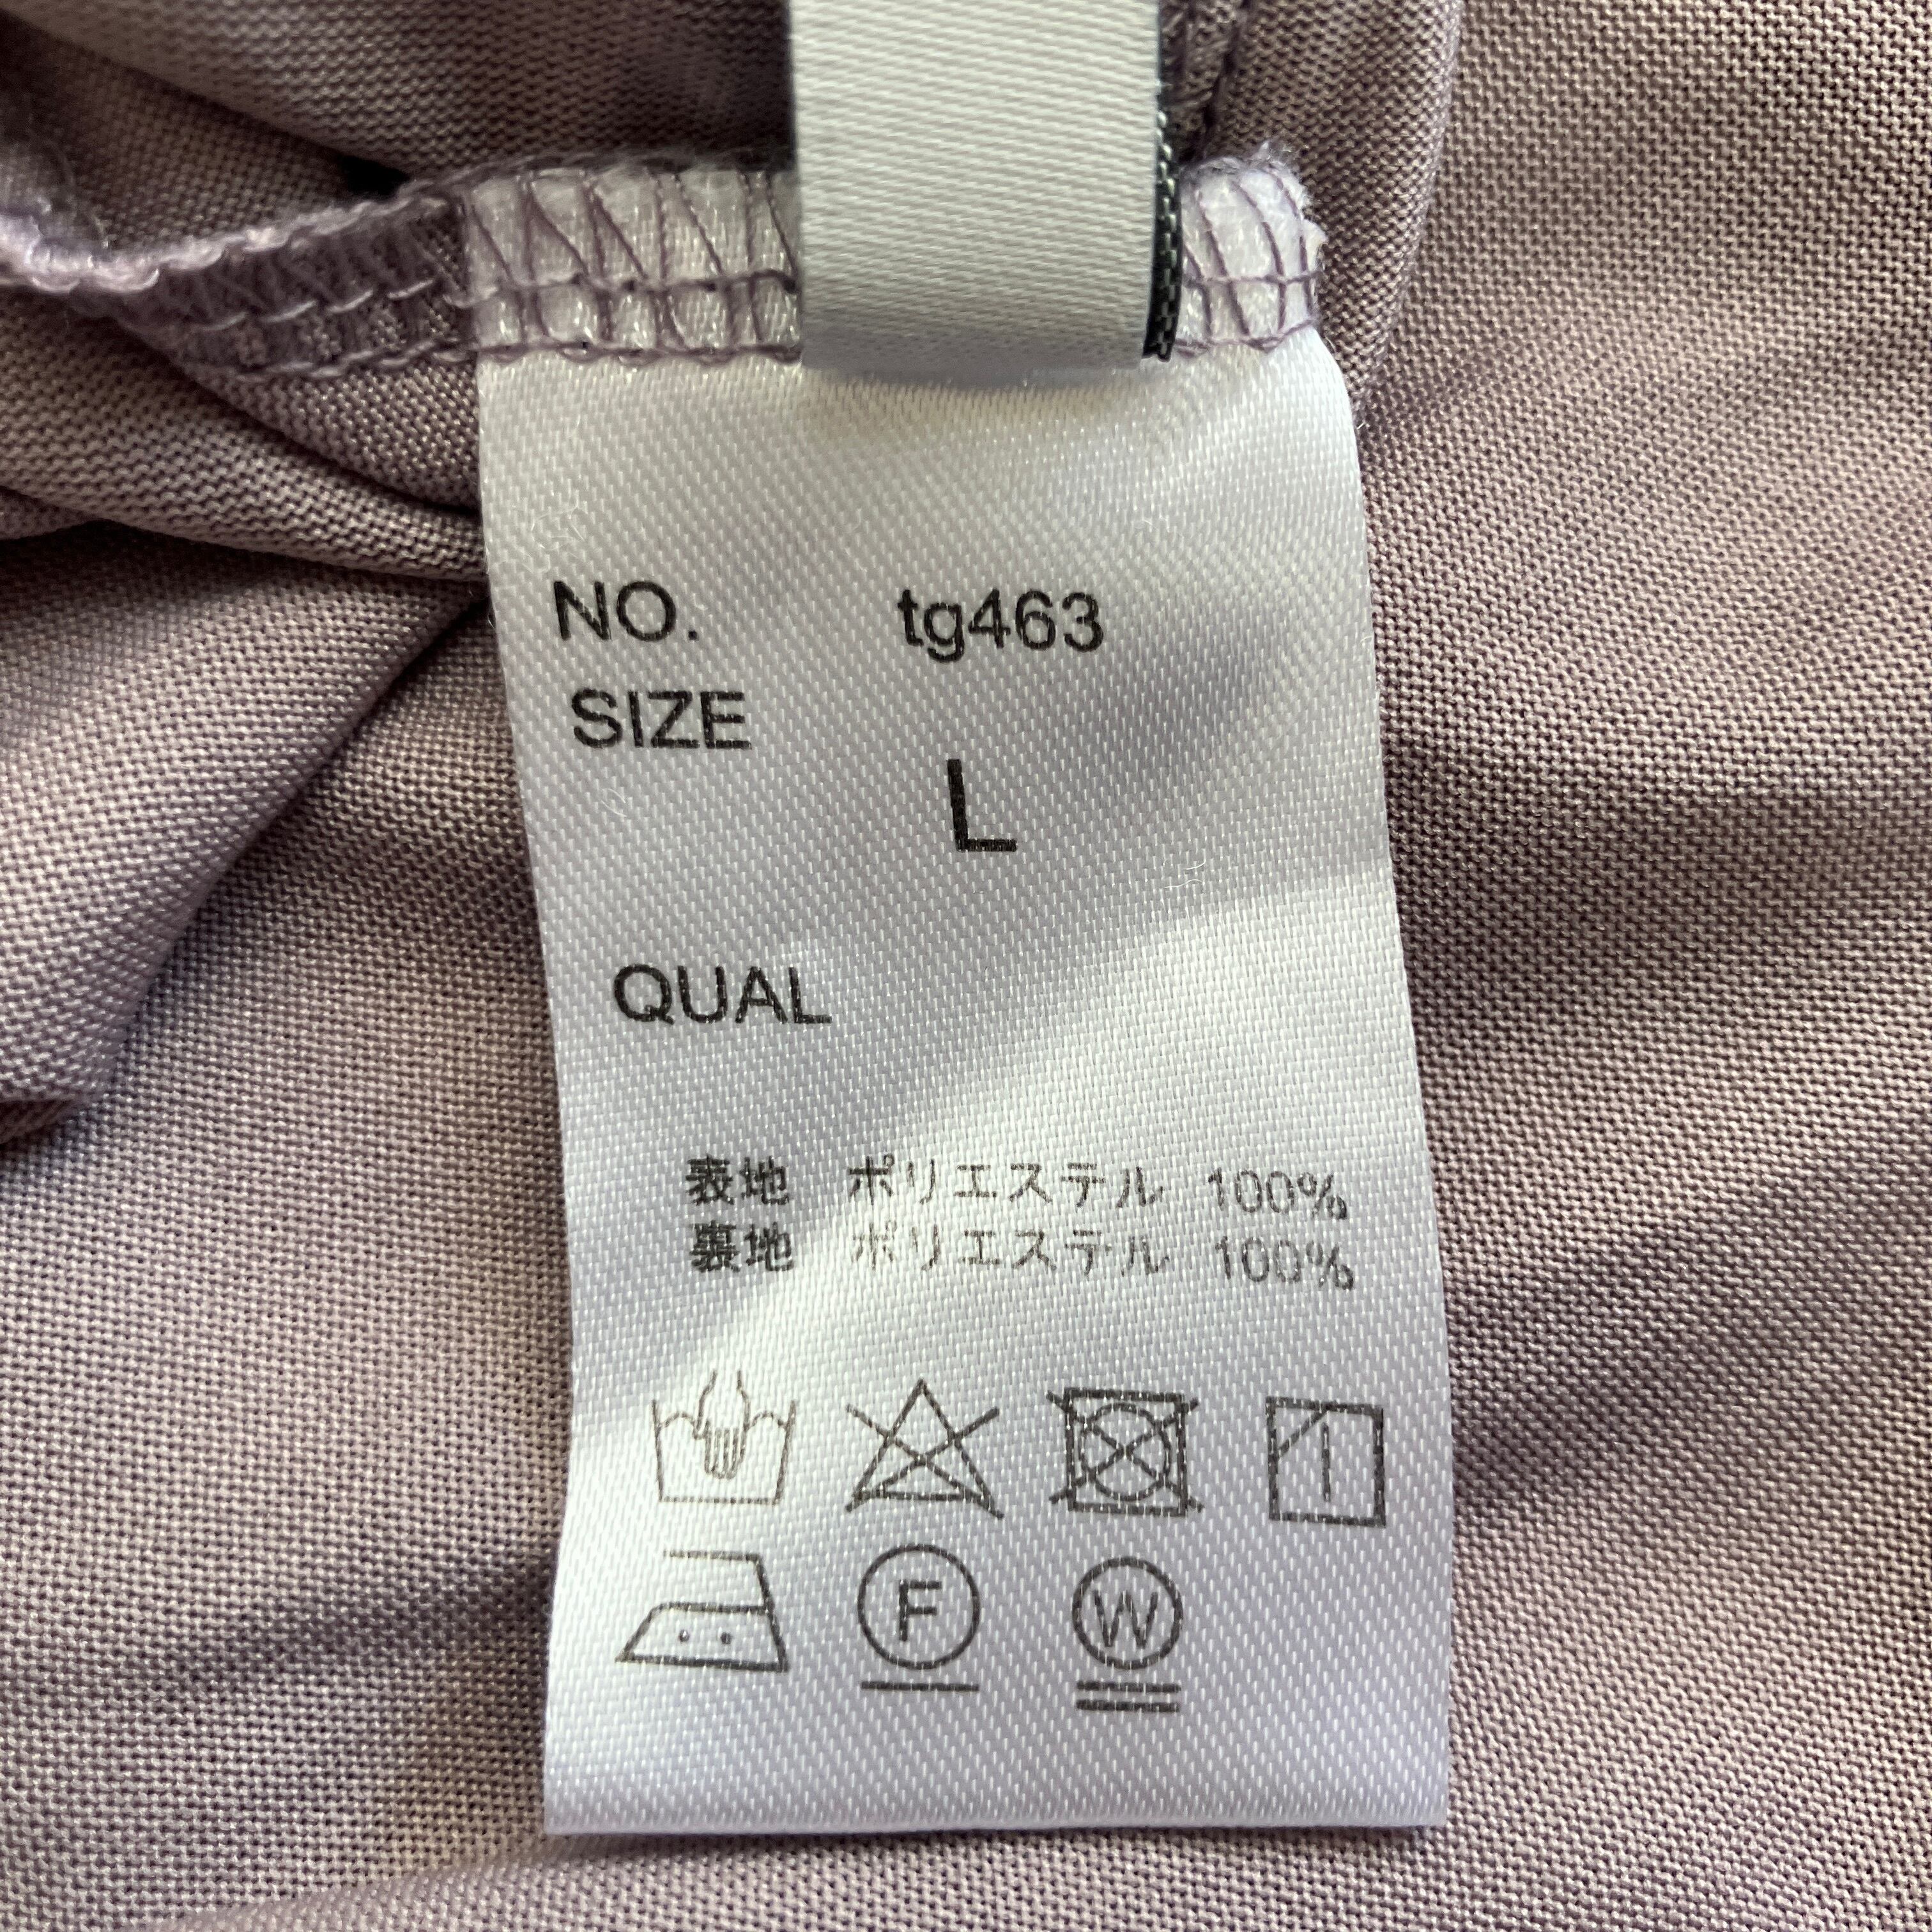 NO. tg463
SIZE
L
QUAL
表地 ポリエステル 100%
裏地 ポリエステル 100%
F W